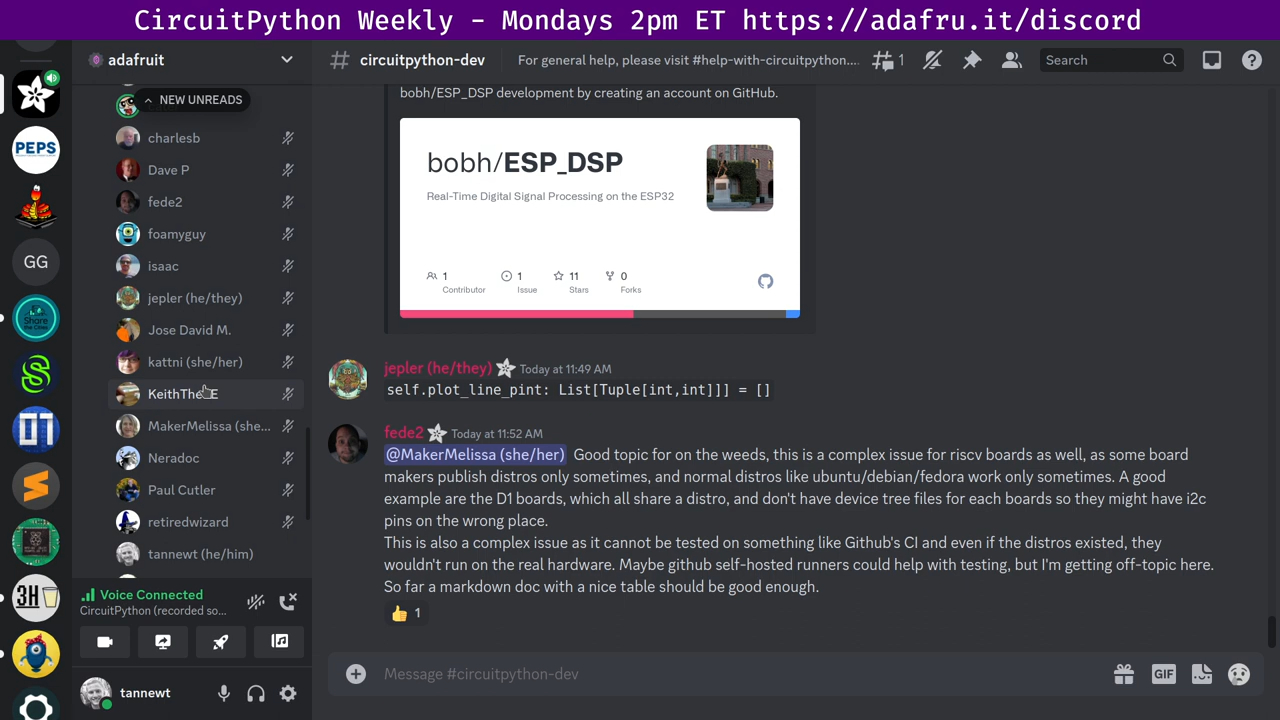 CircuitPython Weekly - Mondays 2pm ET https://adafru.it/discord
adafruit
NEW UNREADS
charlesb
Dave P
fede2
foamyguy
isaac
jepler (he/they)
Jose David M.
kattni (she/her)
MakerMelissa (she...
Neradoc
Paul Cutler
retiredwizard
tannewt (he/him)
Voice Connected
CircuitPython (recorded so...
tannewt
PEPS
GG
Share
01
3H
circuitpython-dev
For general help, please visit #help-with-circuitpython....
1
Search
bobh/ESP_DSP development by creating an account on GitHub.
bobh/ESP_DSP
Real-Time Digital Signal Processing on the ESP32
1 1 11 0
Contributor Issue Stars Forks
jepler (he/they) Today at 11:49 AM
self.plot_line_pint: List[Tuple[int,int]]] = []
fede2 Today at 11:52 AM
@MakerMelissa (she/her) Good topic for on the weeds, this is a complex issue for riscv boards as well, as some board
makers publish distros only sometimes, and normal distros like ubuntu/debian/fedora work only sometimes. A good
example are the D1 boards, which all share a distro, and don't have device tree files for each boards so they might have i2c
pins on the wrong place.
This is also a complex issue as it cannot be tested on something like Github's CI and even if the distros existed, they
wouldn't run on the real hardware. Maybe github self-hosted runners could help with testing, but I'm getting off-topic here.
So far a markdown doc with a nice table should be good enough.
1
Message #circuitpython-dev
GIF